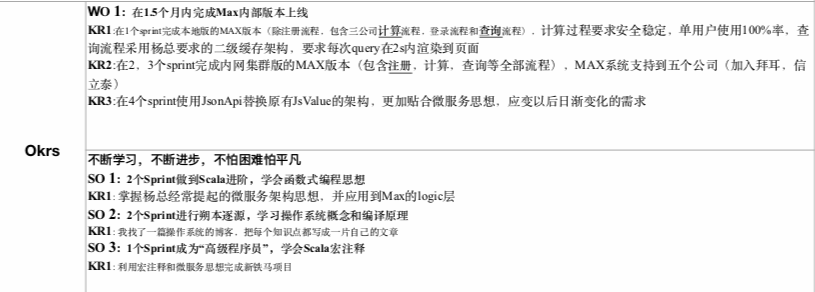 WO 1：在1.5个月内完成Max内部版本上线
KR1:在1个sprint完成本地版的MAX版本（除注册流程，包含三公司计算流程，登录流程和查询流程），计算过程要求安全稳定，单用户使用100%率，查
询流程采用杨总要求的二级缓存架构，要求每次query在2s内渲染到页面
KR2:在2，3个sprint完成内网集群版的MAX版本（包含注册，计算，查询等全部流程），MAX系统支持到五个公司（加入拜耳，信
立泰）
KR3:在4个sprint使用JsonApi替换原有JsValue的架构，更加贴合微服务思想，应变以后日渐变化的需求
Okrs
不断学习，不断进步，不怕困难怕平凡
SO 1：2个Sprint做到Scala进阶，学会函数式编程思想
KR1: 掌握杨总经常提起的微服务架构思想，并应用到Max的logic层
SO 2：2个Sprint进行朔本逐源，学习操作系统概念和编译原理
KR1: 我找了一篇操作系统的博客，把每个知识点都写成一片自己的文章
SO 3：1个Sprint成为“高级程序员”，学会Scala宏注释
KR1: 利用宏注释和微服务思想完成新铁马项目